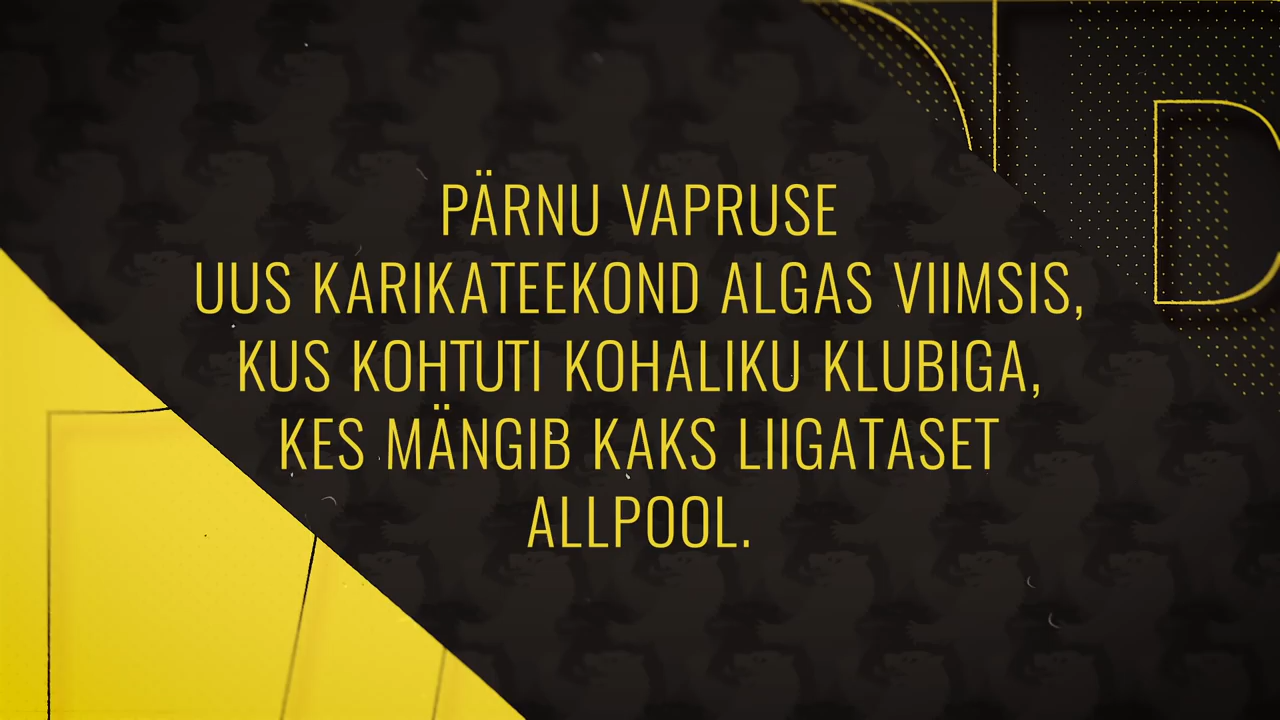 PÄRNU VAPRUSE
UUS KARIKATEEKOND ALGAS VIIMSIS,
KUS KOHTUTI KOHALIKU KLUBIGA,
KES MÄNGIB KAKS LIIGATASET
ALLPOOL.